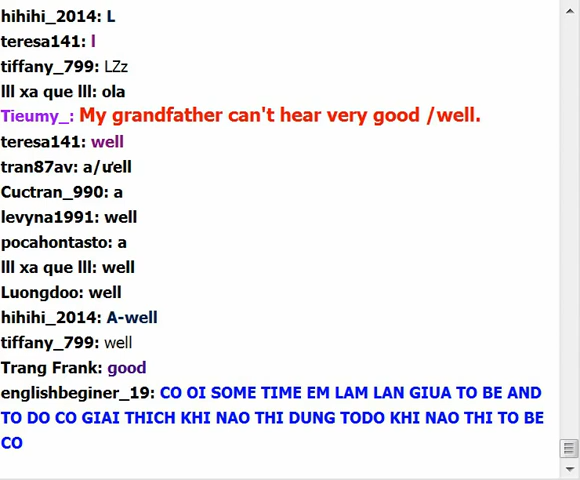 hihihi_2014: L
teresa141: l
tiffany_799: LZz
lll xa que lll: ola
Tieumy_: My grandfather can't hear very good /well.
teresa141: well
tran87av: a/ưell
Cuctran_990: a
levyna1991: well
pocahontasto: a
lll xa que lll: well
Luongdoo: well
hihihi_2014: A-well
tiffany_799: well
Trang Frank: good
englishbeginer_19: CO OI SOME TIME EM LAM LAN GIUA TO BE AND
TO DO CO GIAI THICH KHI NAO THI DUNG TODO KHI NAO THI TO BE
CO